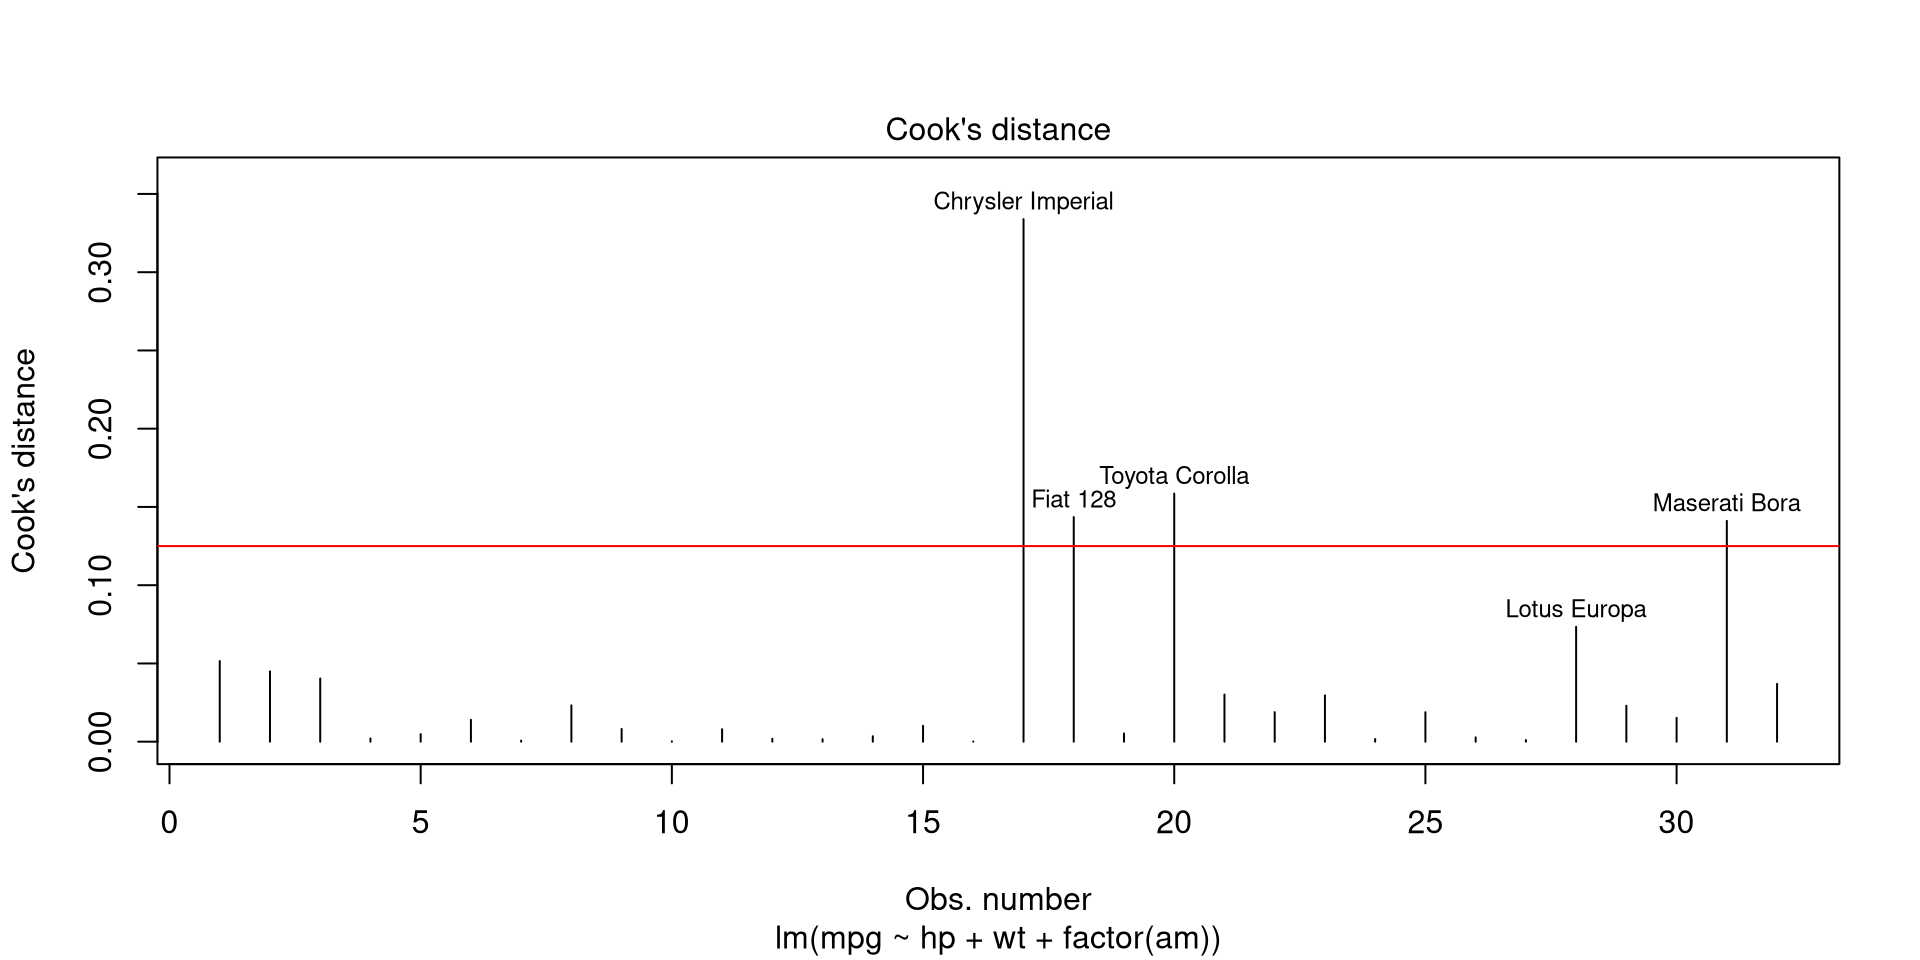 Cook's distance
Chrysler Imperial
Toyota Corolla
Fiat 128
Maserati Bora
Lotus Europa
Cook's distance
0.30
0.20
0.10
0.00
0 5 10 15 20 25 30
Obs. number
lm(mpg ~ hp + wt + factor(am))